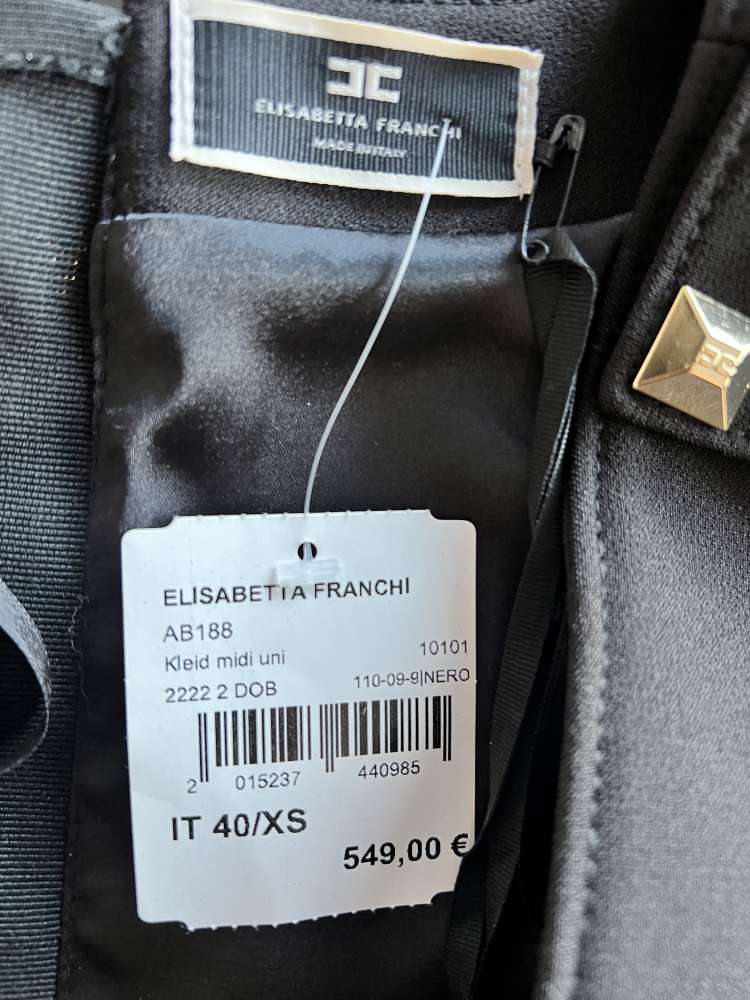 ELISABETTA FRANCHI
MADE IN ITALY
ELISABETTA FRANCHI
AB188
Kleid midi uni 10101
2222 2 DOB 110-09-9|NERO
2 015237 440985
IT 40/XS
549,00 €